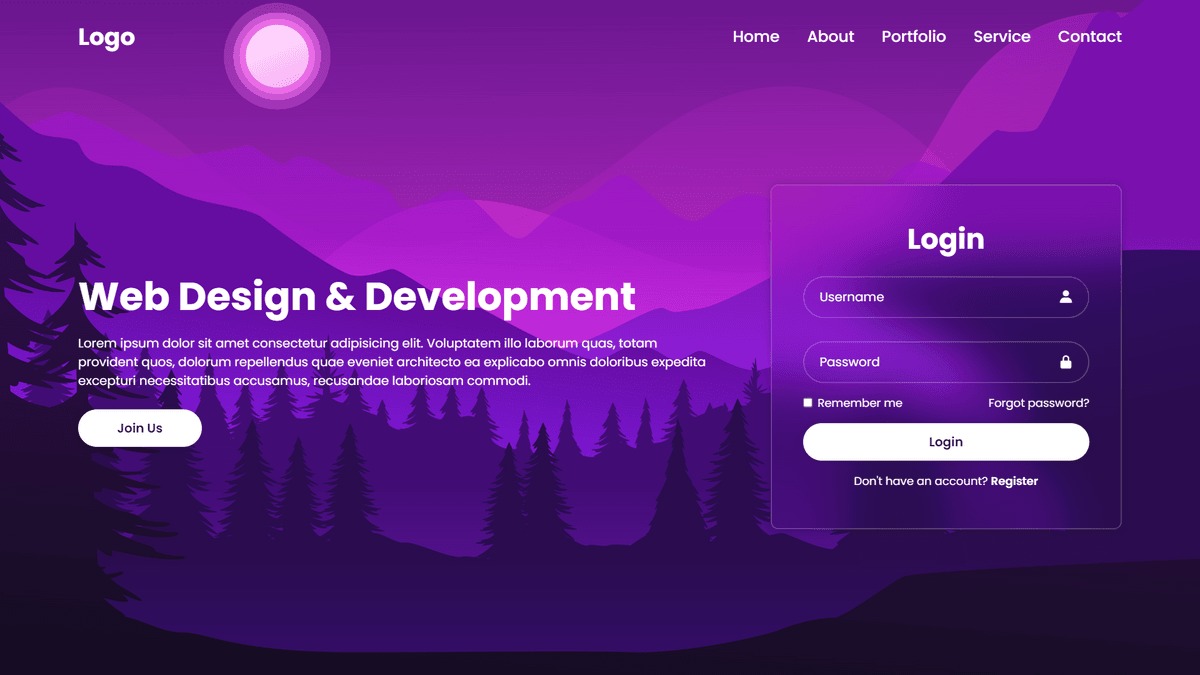 Logo
Home
About
Portfolio
Service
Contact
Web Design & Development
Lorem ipsum dolor sit amet consectetur adipisicing elit. Voluptatem illo laborum quas, totam
provident quos, dolorum repellendus quae eveniet architecto ea explicabo omnis doloribus expedita
excepturi necessitatibus accusamus, recusandae laboriosam commodi.
Join Us
Login
Username
Password
Remember me
Forgot password?
Login
Don't have an account? Register